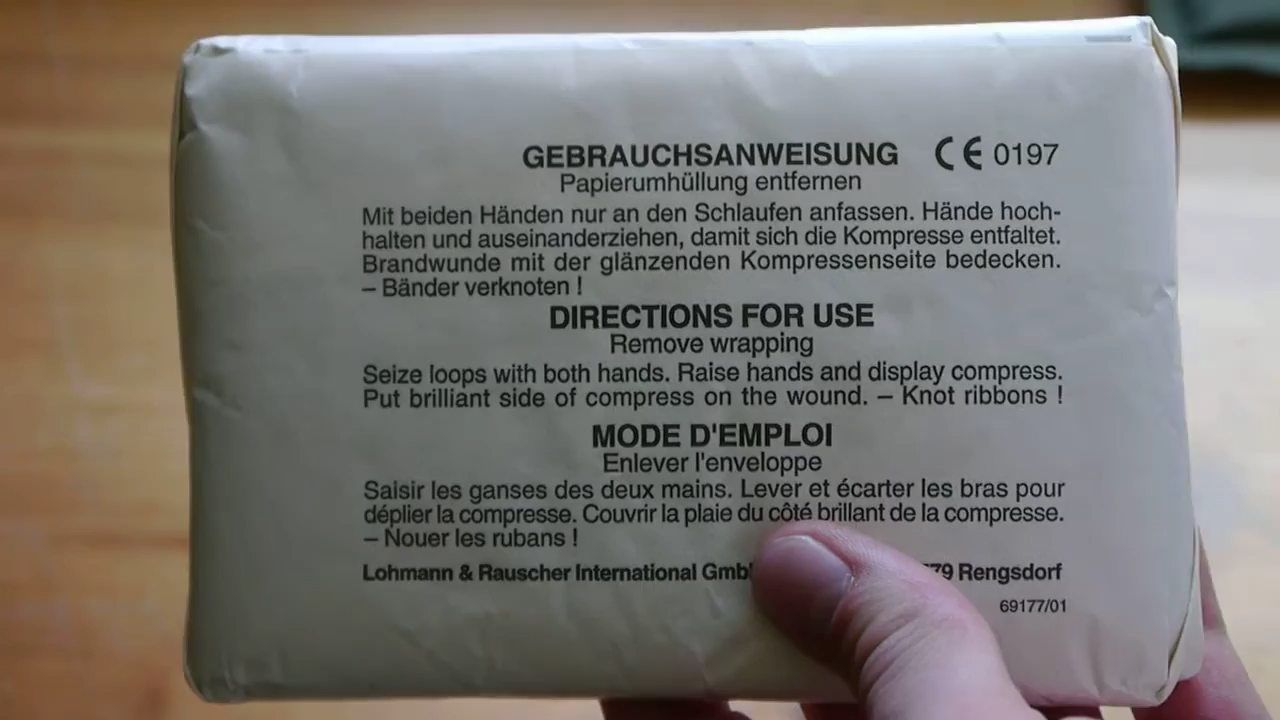 GEBRAUCHSANWEISUNG CE 0197
Papierumhüllung entfernen
Mit beiden Händen nur an den Schlaufen anfassen. Hände hoch-
halten und auseinanderziehen, damit sich die Kompresse entfaltet.
Brandwunde mit der glänzenden Kompressenseite bedecken.
– Bänder verknoten !
DIRECTIONS FOR USE
Remove wrapping
Seize loops with both hands. Raise hands and display compress.
Put brilliant side of compress on the wound. – Knot ribbons !
MODE D'EMPLOI
Enlever l'enveloppe
Saisir les ganses des deux mains. Lever et écarter les bras pour
déplier la compresse. Couvrir la plaie du côté brillant de la compresse.
– Nouer les rubans !
Lohmann & Rauscher International Rengsdorf
69177/01